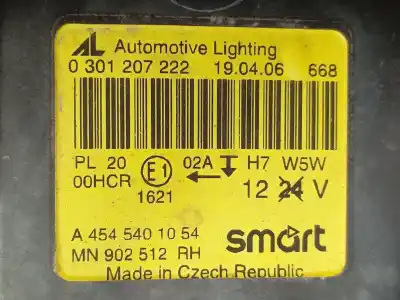 AL Automotive Lighting
0 301 207 222 19.04.06 668
PL 20 E1 02A H7 W5W
00HCR 1621 12 24 V
A 454 540 10 54 smart
MN 902 512 RH
Made in Czech Republic